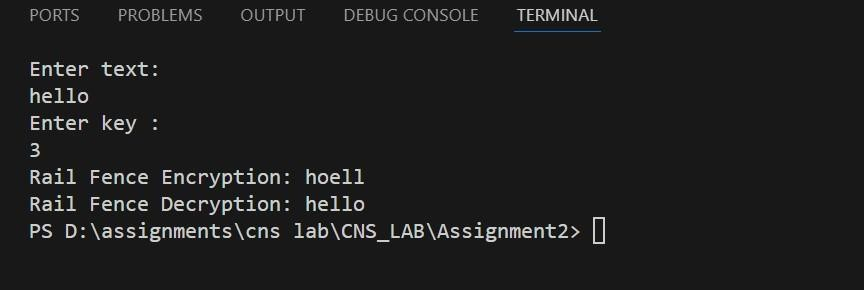 PORTS PROBLEMS OUTPUT DEBUG CONSOLE TERMINAL
Enter text:
hello
Enter key :
3
Rail Fence Encryption: hoell
Rail Fence Decryption: hello
PS D:\assignments\cns lab\CNS_LAB\Assignment2>